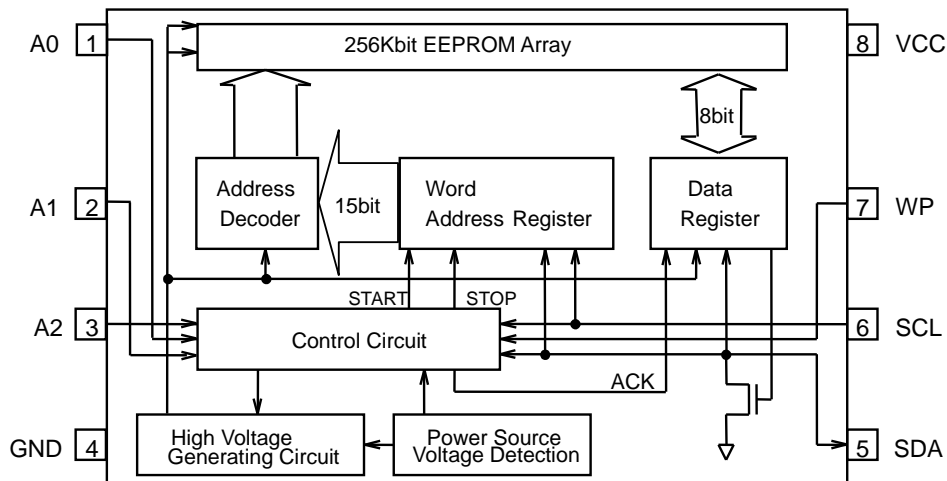 A0 1 256Kbit EEPROM Array 8 VCC
8bit
A1 2 Address Decoder 15bit Word Address Register Data Register 7 WP
START STOP
A2 3 Control Circuit 6 SCL
ACK
GND 4 High Voltage Generating Circuit Power Source Voltage Detection 5 SDA